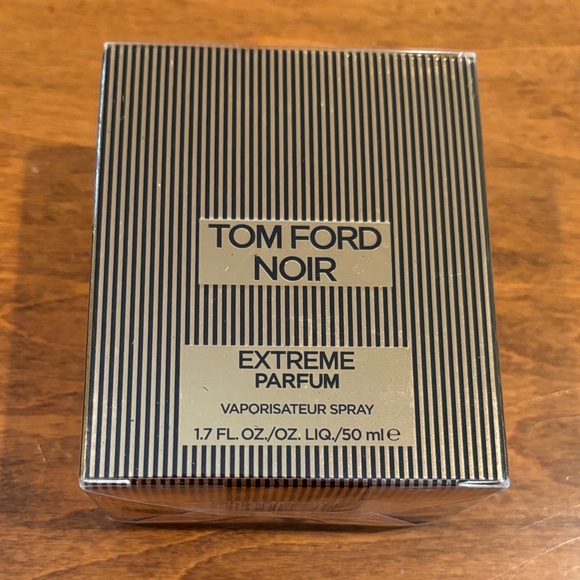 TOM FORD
NOIR
EXTREME
PARFUM
VAPORISATEUR SPRAY
1.7 FL. OZ./OZ. LIQ./50 ml e